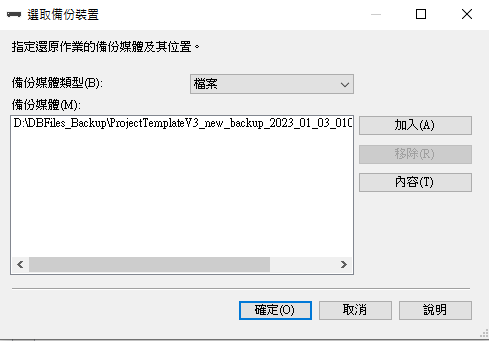 選取備份裝置
指定還原作業的備份媒體及其位置。
備份媒體類型(B):
檔案
備份媒體(M):
D:\DBFiles_Backup\ProjectTemplateV3_new_backup_2023_01_03_010
加入(A)
移除(R)
內容(T)
確定(O)
取消
說明